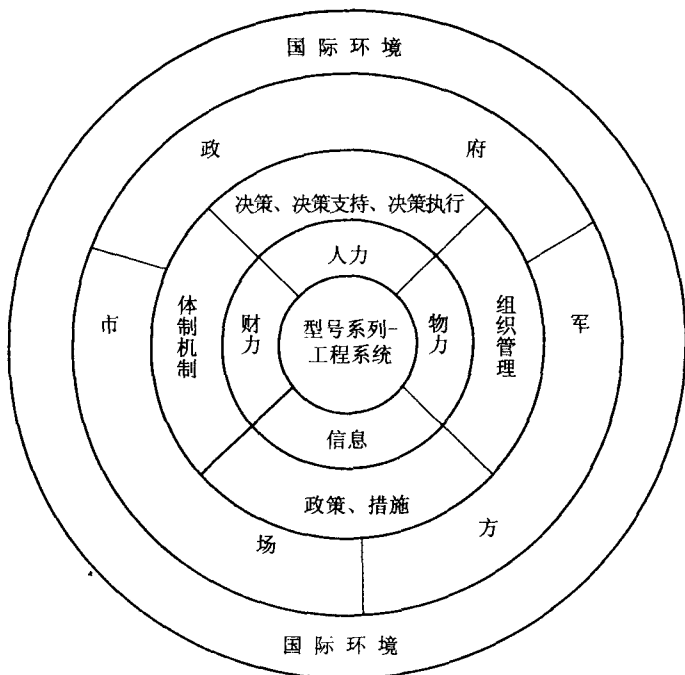 国际环境
政府
决策、决策支持、决策执行
人力
市
体制机制
财力
型号系列-
工程系统
物力
组织管理
军
信息
政策、措施
场
方
国际环境